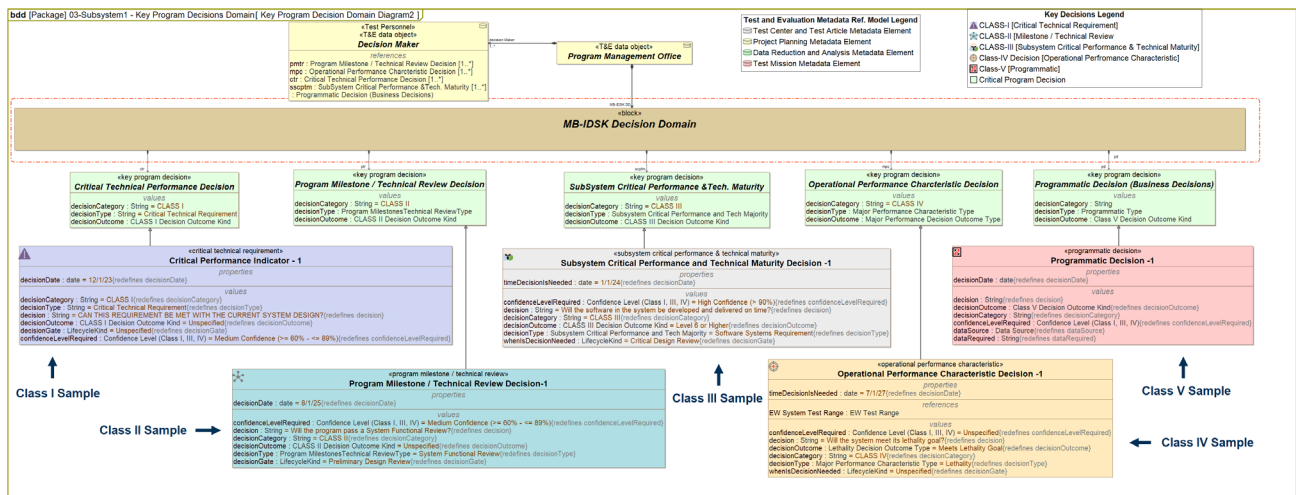 bdd [Package] 03-Subsystem1 - Key Program Decisions Domain[ Key Program Decision Domain Diagram2 ]
«Test Personnel»
«T&E data object»
Decision Maker
references
pmtr : Program Milestone / Technical Review Decision [1..*]
mpc : Operational Performance Charcteristic Decision [1..*]
ctr : Critical Technical Performance Decision [1..*]
sscptm : SubSystem Critical Performance &Tech. Maturity [1..*]
: Programmatic Decision (Business Decisions)
Decision Maker
1..*
«T&E data object»
Program Management Office
Test and Evaluation Metadata Ref. Model Legend
Test Center and Test Article Metadata Element
Project Planning Metadata Element
Data Reduction and Analysis Metadata Element
Test Mission Metadata Element
Key Decisions Legend
CLASS-I [Critical Technical Requirement]
CLASS-II [Milestone / Technical Review
CLASS-III [Subsystem Critical Performance & Technical Maturity]
Class-IV Decision [Operational Performance Characteristic]
Class-V [Programmatic]
Critical Program Decision
«block»
MB-IDSK Decision Domain
ctr
pd
mpc
pd
pd
«key program decision»
Critical Technical Performance Decision
values
decisionCategory : String = CLASS I
decisionType : String = Critical Technical Requirement
decisionOutcome : CLASS I Decision Outcome Kind
«key program decision»
Program Milestone / Technical Review Decision
values
decisionCategory : String = CLASS II
decisionType : Program MilestonesTechnical ReviewType
decisionOutcome : CLASS II Decision Outcome Kind
«key program decision»
SubSystem Critical Performance &Tech. Maturity
values
decisionCategory : String = CLASS III
decisionType : Subsystem Critical Performance and Tech Majority
decisionOutcome : CLASS III Decision Outcome Kind
«key program decision»
Operational Performance Charcteristic Decision
values
decisionCategory : String = CLASS IV
decisionType : Major Performance Characteristic Type
decisionOutcome : Major Performance Decision Outcome Type
«key program decision»
Programmatic Decision (Business Decisions)
values
decisionCategory : String
decisionType : Programmatic Type
decisionOutcome : Class V Decision Outcome Kind
«critical technical requirement»
Critical Performance Indicator - 1
properties
decisionDate : date = 12/1/23{redefines decisionDate}
values
decisionCategory : String = CLASS I{redefines decisionCategory}
decisionType : String = Critical Technical Requirement{redefines decisionType}
decision : String = CAN THIS REQUIREMENT BE MET WITH THE CURRENT SYSTEM DESIGN?{redefines decision}
decisionOutcome : CLASS I Decision Outcome Kind = Unspecified{redefines decisionOutcome}
decisionGate : LifecycleKind = Unspecified{redefines decisionGate}
confidenceLevelRequired : Confidence Level (Class I, III, IV) = Medium Confidence (>= 60% - <= 89%){redefines confidenceLevelRequired}
«subsystem critical performance & technical maturity»
Subsystem Critical Performance and Technical Maturity Decision -1
properties
timeDecisionIsNeeded : date = 1/1/24{redefines decisionDate}
values
confidenceLevelRequired : Confidence Level (Class I, III, IV) = High Confidence (> 90%){redefines confidenceLevelRequired}
decision : String = Will the software in the system be developed and delivered on time?{redefines decision}
decisionCategory : String = CLASS III{redefines decisionCategory}
decisionOutcome : CLASS III Decision Outcome Kind = Level 6 or Higher{redefines decisionOutcome}
decisionType : Subsystem Critical Performance and Tech Majority = Software Systems Requirement{redefines decisionType}
whenIsDecisionNeeded : LifecycleKind = Critical Design Review{redefines decisionGate}
«programmatic decision»
Programmatic Decision -1
properties
decisionDate : date{redefines decisionDate}
values
decision : String{redefines decision}
decisionOutcome : Class V Decision Outcome Kind{redefines decisionOutcome}
decisionCategory : String{redefines decisionCategory}
confidenceLevelRequired : Confidence Level (Class I, III, IV){redefines confidenceLevelRequired}
dataSource : Data Source{redefines dataSource}
dataRequired : String{redefines dataRequired}
Class I Sample
«program milestone / technical review»
Program Milestone / Technical Review Decision-1
properties
decisionDate : date = 8/1/25{redefines decisionDate}
values
confidenceLevelRequired : Confidence Level (Class I, III, IV) = Medium Confidence (>= 60% - <= 89%){redefines confidenceLevelRequired}
decision : String = Will the program pass a System Functional Review?{redefines decision}
decisionCategory : String = CLASS II{redefines decisionCategory}
decisionOutcome : CLASS II Decision Outcome Kind = Unspecified{redefines decisionOutcome}
decisionType : Program MilestonesTechnical ReviewType = System Functional Review{redefines decisionType}
decisionGate : LifecycleKind = Preliminary Design Review{redefines decisionGate}
Class II Sample
Class III Sample
«operational performance characteristic»
Operational Performance Characteristic Decision -1
properties
timeDecisionIsNeeded : date = 7/1/27{redefines decisionDate}
references
EW System Test Range : EW Test Range
values
confidenceLevelRequired : Confidence Level (Class I, III, IV) = Unspecified{redefines confidenceLevelRequired}
decision : String = Will the system meet its lethality goal?{redefines decision}
decisionOutcome : Lethality Decision Outcome Type = Meets Lethality Goal{redefines decisionOutcome}
decisionCategory : String = CLASS IV{redefines decisionCategory}
decisionType : Major Performance Characteristic Type = Lethality{redefines decisionType}
whenIsDecisionNeeded : LifecycleKind = Unspecified{redefines decisionGate}
Class V Sample
Class IV Sample